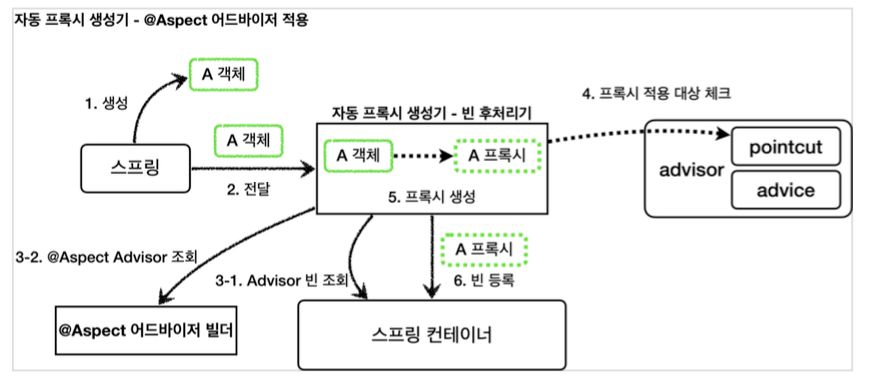 자동 프록시 생성기 - @Aspect 어드바이저 적용
A 객체
1. 생성
4. 프록시 적용 대상 체크
자동 프록시 생성기 - 빈 후처리기
A 객체
스프링
2. 전달
A 객체
A 프록시
5. 프록시 생성
advisor
pointcut
advice
3-2. @Aspect Advisor 조회
3-1. Advisor 빈 조회
A 프록시
6. 빈 등록
@Aspect 어드바이저 빌더
스프링 컨테이너